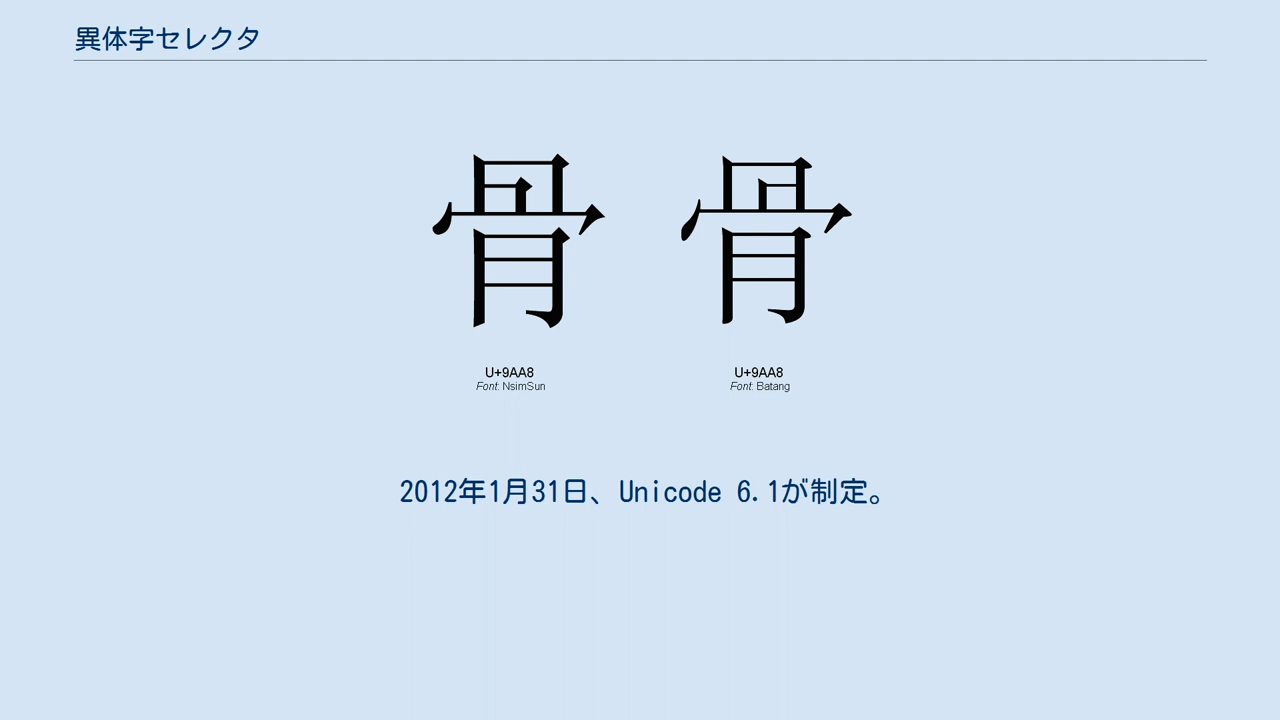 異体字セレクタ
骨 骨
U+9AA8 U+9AA8
Font: NsimSun Font: Batang
2012年1月31日、Unicode 6.1が制定。